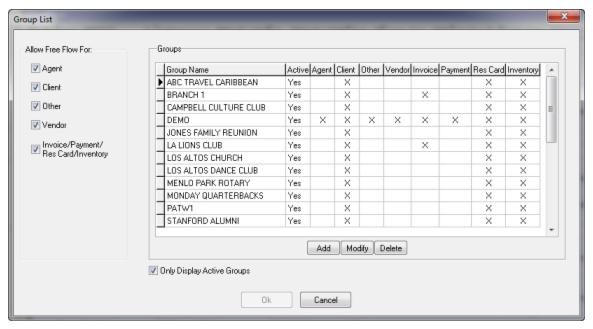 Group List
Allow Free Flow For:
Agent
Client
Other
Vendor
Invoice/Payment/
Res Card/Inventory
Groups
Group Name Active Agent Client Other Vendor Invoice Payment Res Card Inventory
ABC TRAVEL CARIBBEAN Yes X X X
BRANCH 1 Yes X X X X
CAMPBELL CULTURE CLUB Yes X X X
DEMO Yes X X X X X X X X
JONES FAMILY REUNION Yes X X X
LA LIONS CLUB Yes X X X X
LOS ALTOS CHURCH Yes X X X
LOS ALTOS DANCE CLUB Yes X X X
MENLO PARK ROTARY Yes X X X
MONDAY QUARTERBACKS Yes X X X
PATW1 Yes X X X
STANFORD ALUMNI Yes X X X
Add Modify Delete
Only Display Active Groups
Ok Cancel